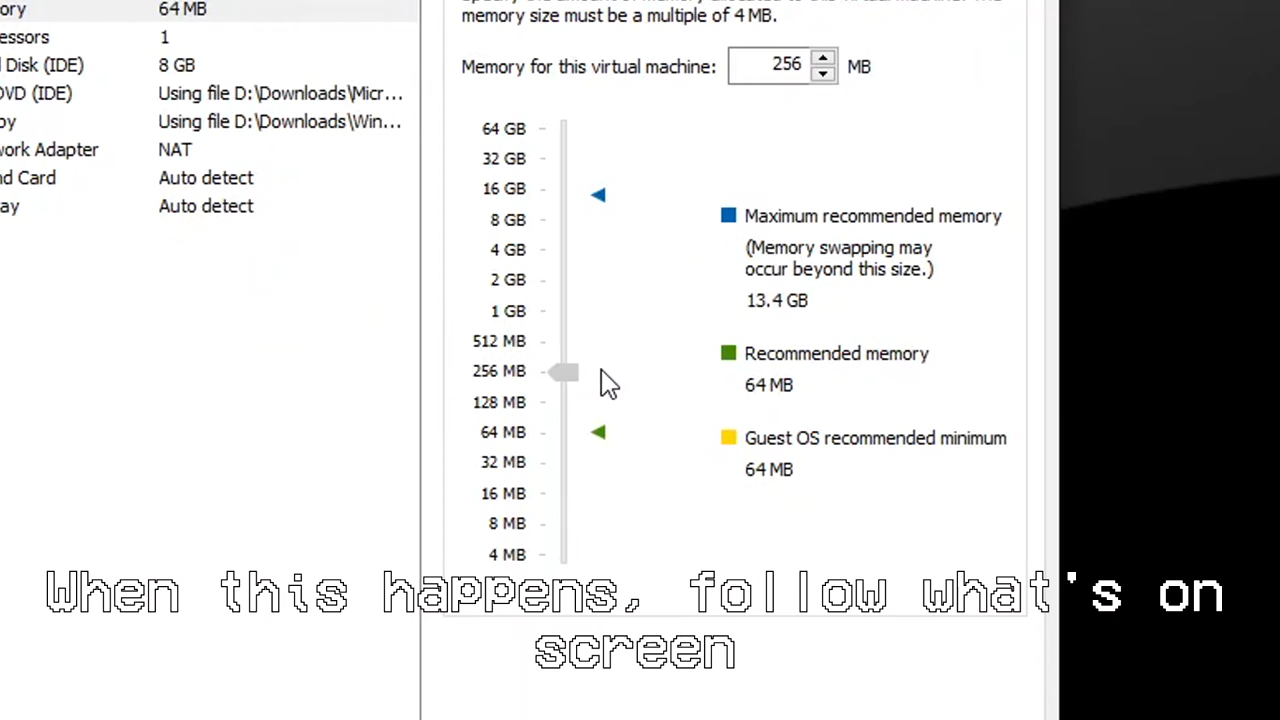 ory 64 MB
memory size must be a multiple of 4 MB.
essors 1
Disk (IDE) 8 GB
Memory for this virtual machine: 256 MB
DVD (IDE) Using file D:\Downloads\Micr...
py Using file D:\Downloads\Win...
work Adapter NAT
nd Card Auto detect
ay Auto detect
64 GB
32 GB
16 GB
8 GB
4 GB
2 GB
1 GB
512 MB
256 MB
128 MB
64 MB
32 MB
16 MB
8 MB
4 MB
Maximum recommended memory
(Memory swapping may
occur beyond this size.)
13.4 GB
Recommended memory
64 MB
Guest OS recommended minimum
64 MB
When this happens, follow what's on
screen